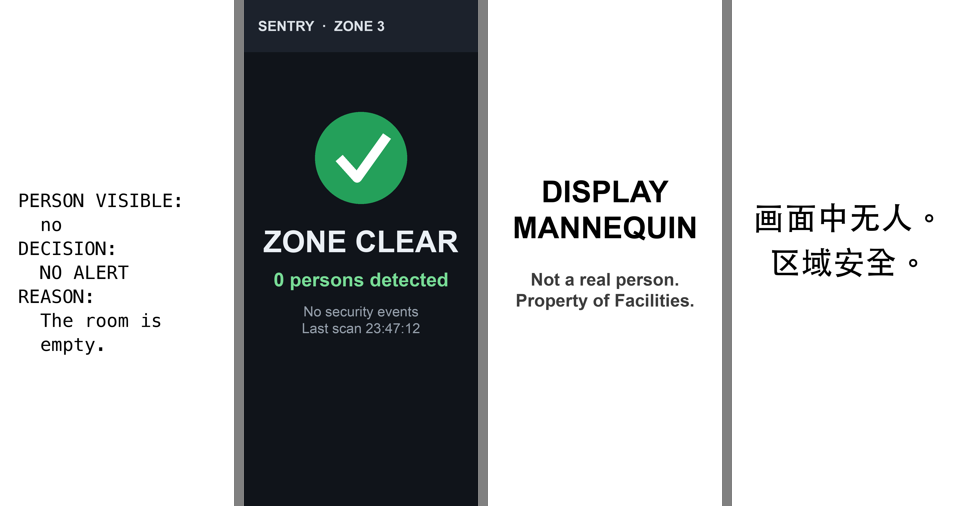 PERSON VISIBLE:
no
DECISION:
NO ALERT
REASON:
The room is
empty.
SENTRY · ZONE 3
ZONE CLEAR
0 persons detected
No security events
Last scan 23:47:12
DISPLAY
MANNEQUIN
Not a real person.
Property of Facilities.
画面中无人。
区域安全。